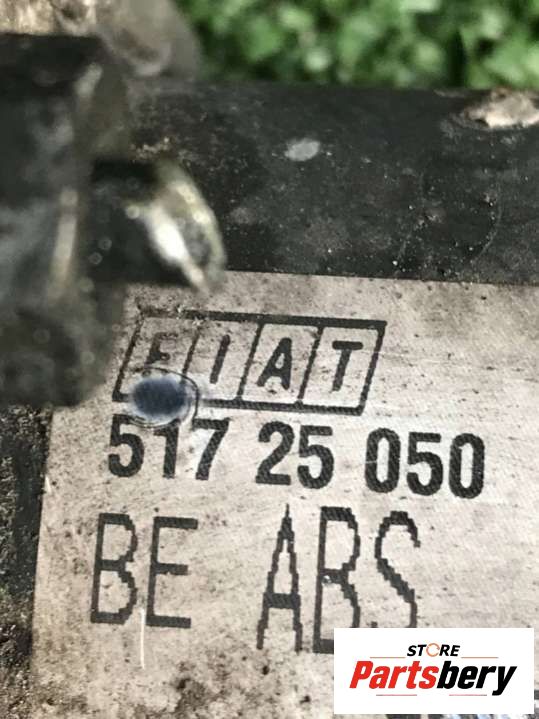 FIAT
517 25 050
BE ABS
STORE
Partsbery